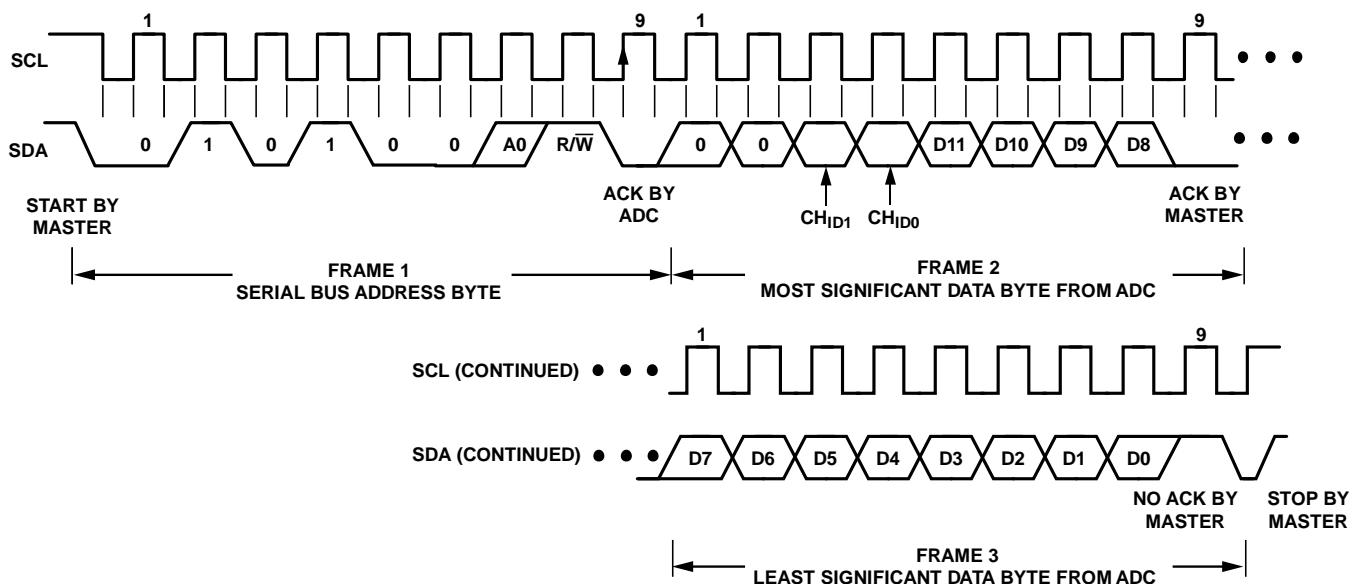 1 9 1 9
SCL
SDA
0 1 0 1 0 0 A0 R/W̅ 0 0 D11 D10 D9 D8
START BY
MASTER
ACK BY
ADC
CH_ID1
CH_ID0
ACK BY
MASTER
FRAME 1
SERIAL BUS ADDRESS BYTE
FRAME 2
MOST SIGNIFICANT DATA BYTE FROM ADC
1 9
SCL (CONTINUED)
SDA (CONTINUED)
D7 D6 D5 D4 D3 D2 D1 D0
NO ACK BY
MASTER
STOP BY
MASTER
FRAME 3
LEAST SIGNIFICANT DATA BYTE FROM ADC